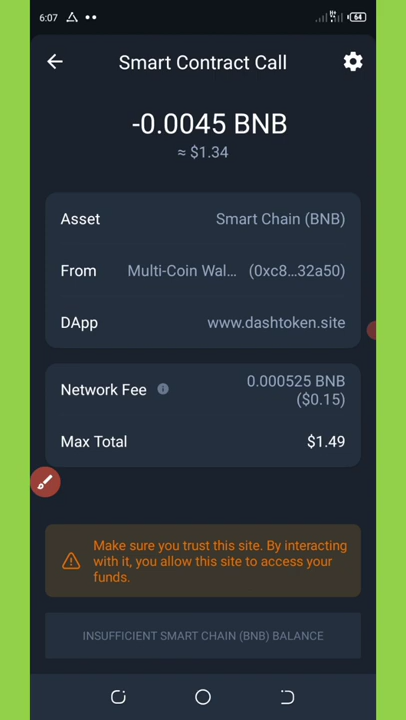 6:07
64
Smart Contract Call
-0.0045 BNB
≈ $1.34
Asset Smart Chain (BNB)
From Multi-Coin Wal... (0xc8...32a50)
DApp www.dashtoken.site
Network Fee 0.000525 BNB
($0.15)
Max Total $1.49
Make sure you trust this site. By interacting
with it, you allow this site to access your
funds.
INSUFFICIENT SMART CHAIN (BNB) BALANCE